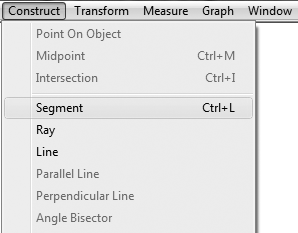 Construct Transform Measure Graph Window
Point On Object
Midpoint Ctrl+M
Intersection Ctrl+I
Segment Ctrl+L
Ray
Line
Parallel Line
Perpendicular Line
Angle Bisector